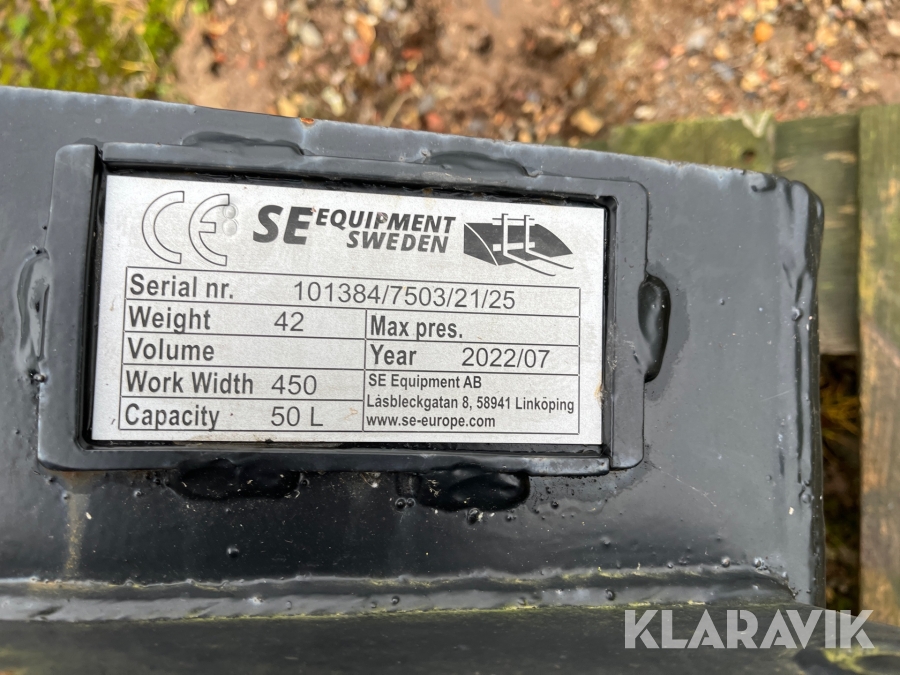 CE
SE EQUIPMENT
SWEDEN
Serial nr. 101384/7503/21/25
Weight 42 Max pres.
Volume Year 2022/07
Work Width 450 SE Equipment AB
Låsbleckgatan 8, 58941 Linköping
Capacity 50 L www.se-europe.com
KLARAVIK